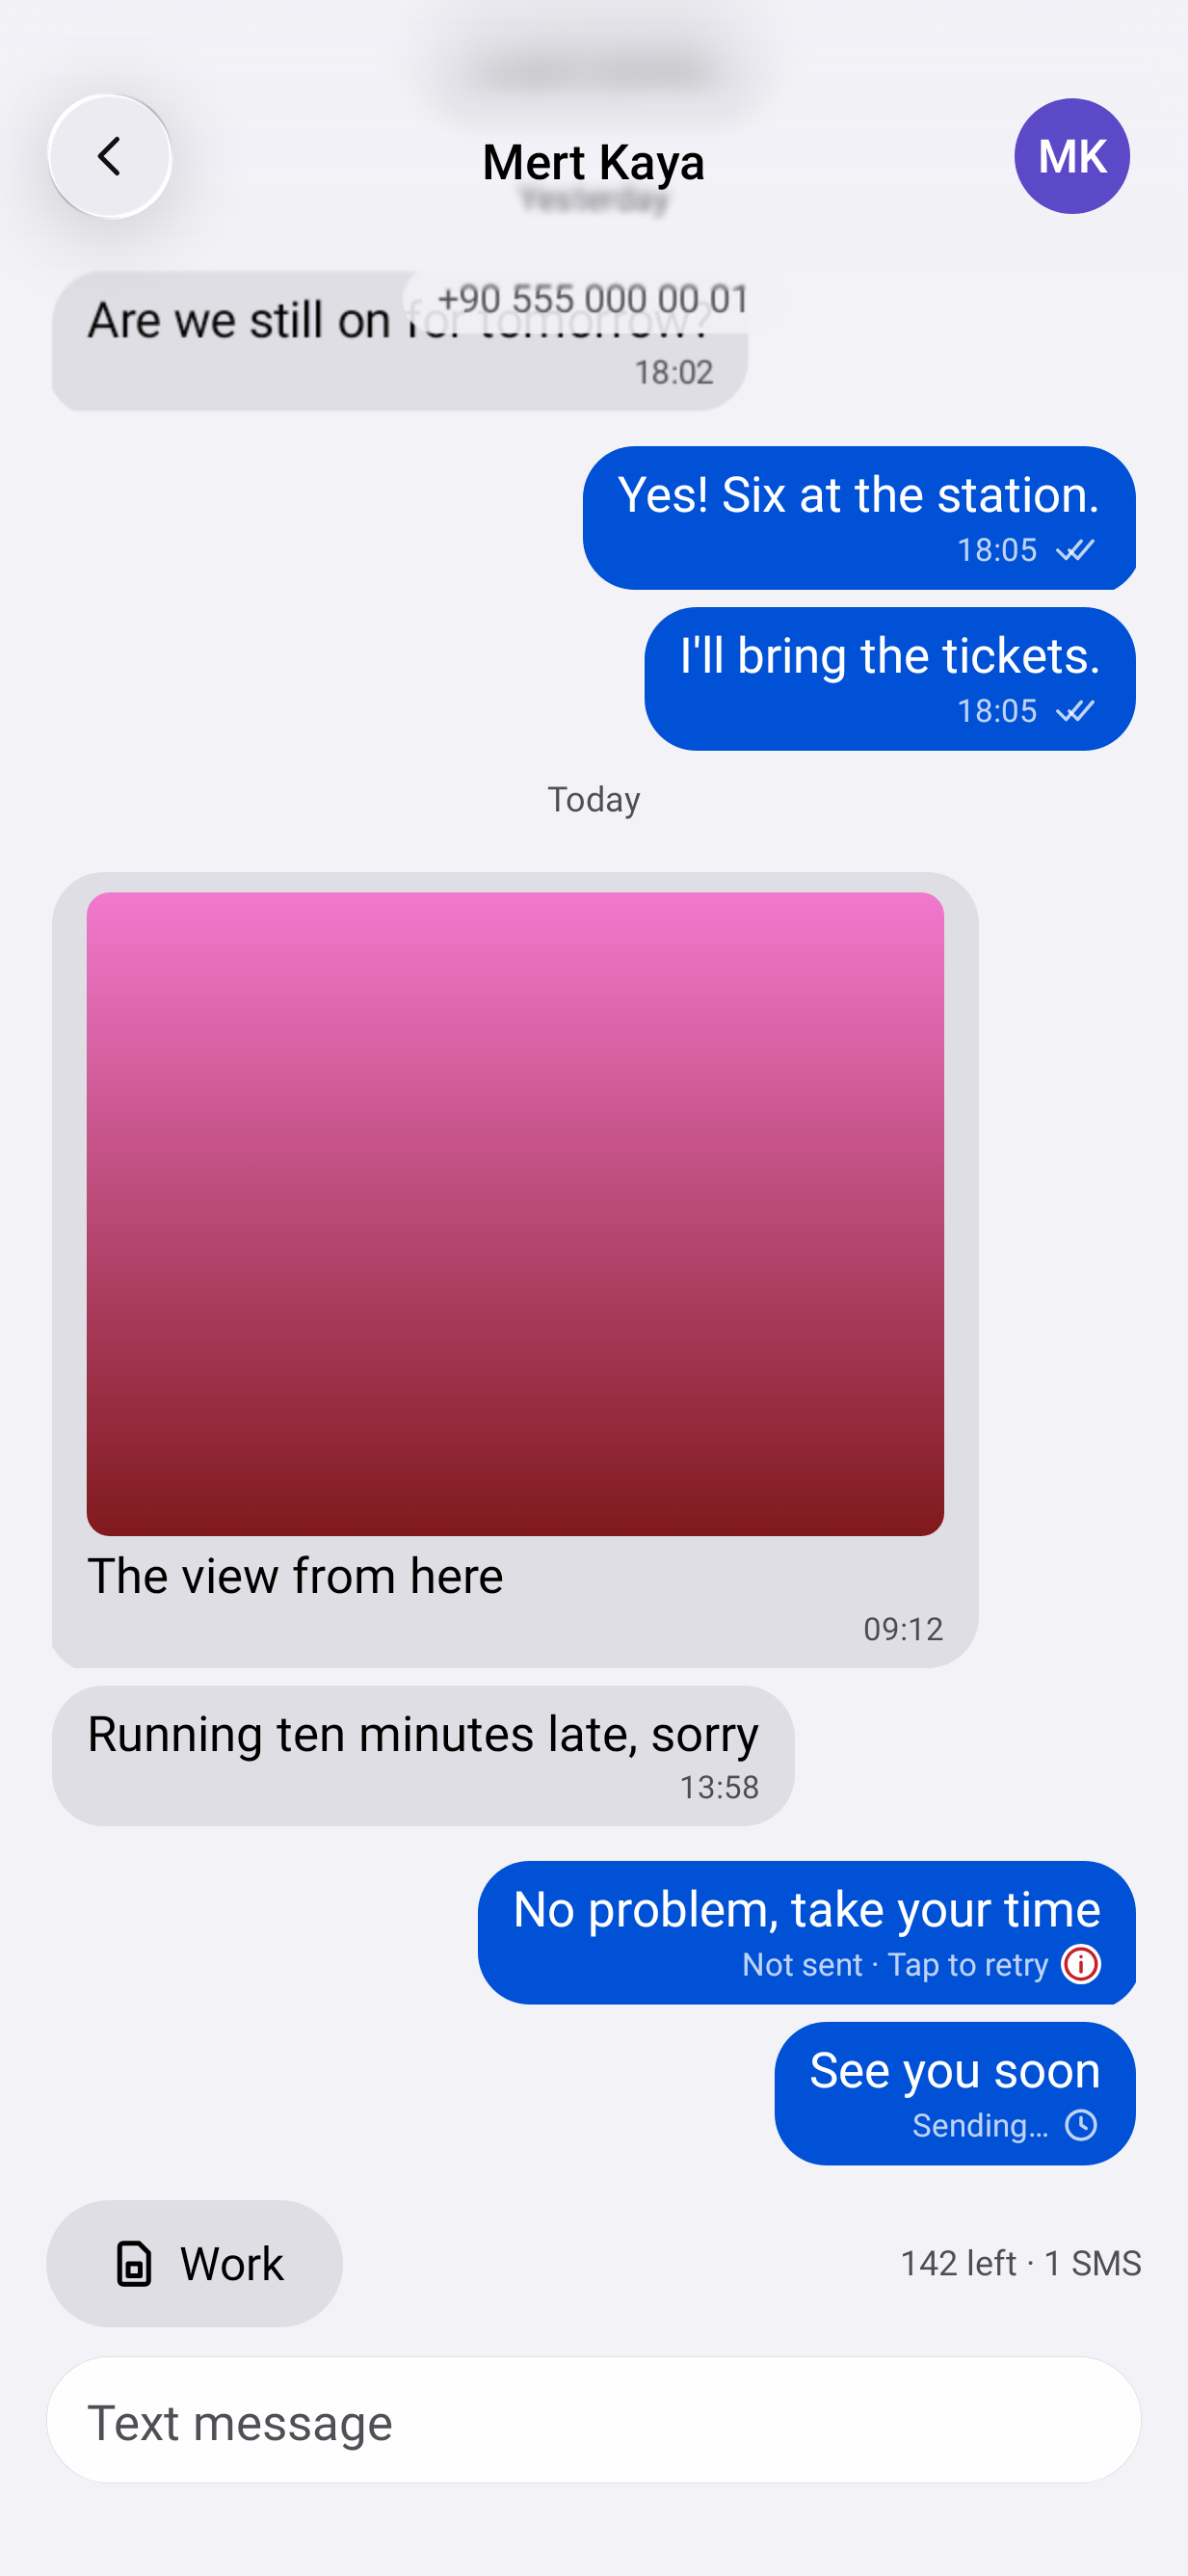 Mert Kaya
MK
Yesterday
+90 555 000 00 01
Are we still on for tomorrow?
18:02
Yes! Six at the station.
18:05
I'll bring the tickets.
18:05
Today
The view from here
09:12
Running ten minutes late, sorry
13:58
No problem, take your time
Not sent · Tap to retry
See you soon
Sending…
Work
142 left · 1 SMS
Text message